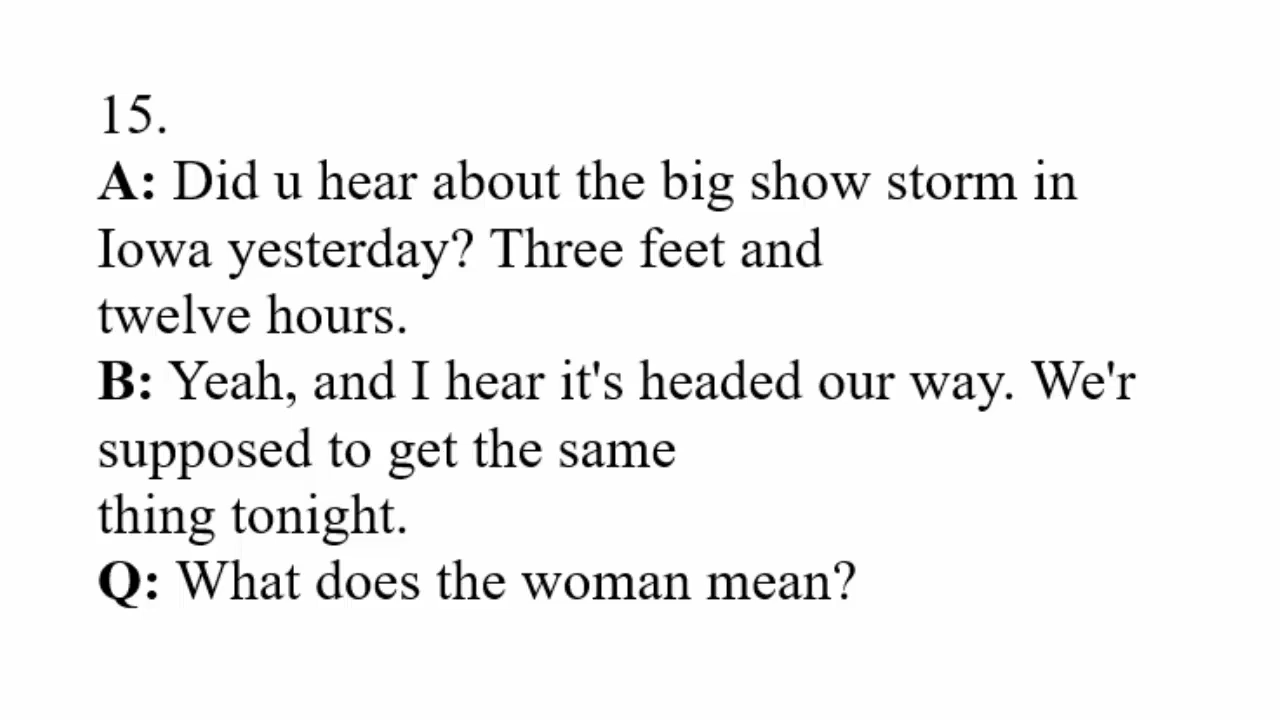 15.
A: Did u hear about the big show storm in
Iowa yesterday? Three feet and
twelve hours.
B: Yeah, and I hear it's headed our way. We'r
supposed to get the same
thing tonight.
Q: What does the woman mean?